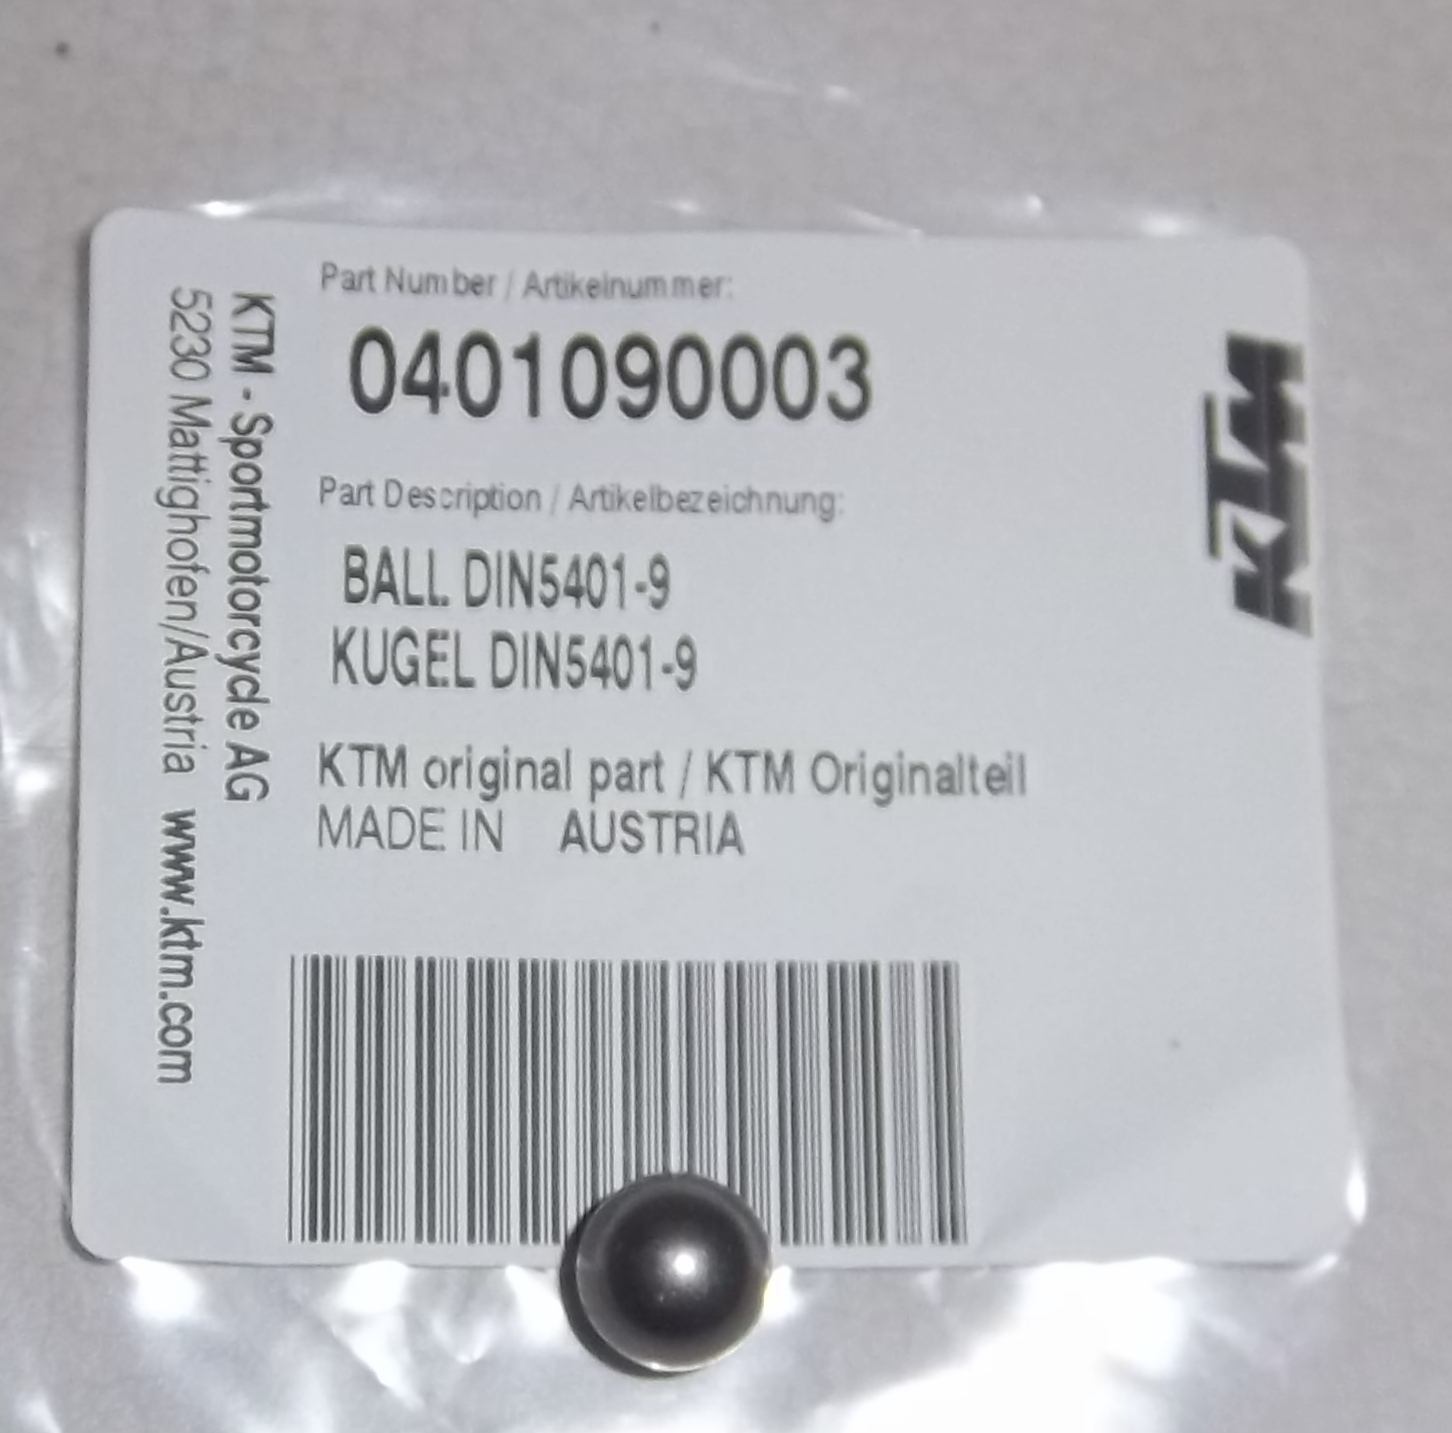 Part Number / Artikelnummer:
0401090003
Part Description / Artikelbezeichnung:
BALL DIN5401-9
KUGEL DIN5401-9
KTM original part / KTM Originalteil
MADE IN AUSTRIA
KTM - Sportmotorcycle AG
5230 Mattighofen/Austria www.ktm.com
KTM